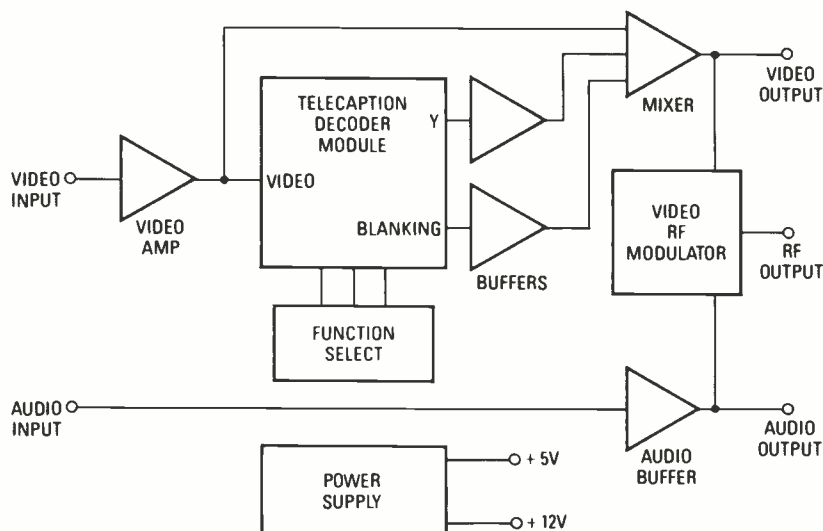 TELECAPTION
DECODER
MODULE
Y
VIDEO
BLANKING
VIDEO
INPUT
VIDEO
AMP
BUFFERS
MIXER
VIDEO
OUTPUT
VIDEO
RF
MODULATOR
RF
OUTPUT
FUNCTION
SELECT
AUDIO
INPUT
AUDIO
BUFFER
AUDIO
OUTPUT
POWER
SUPPLY
+ 5V
+ 12V